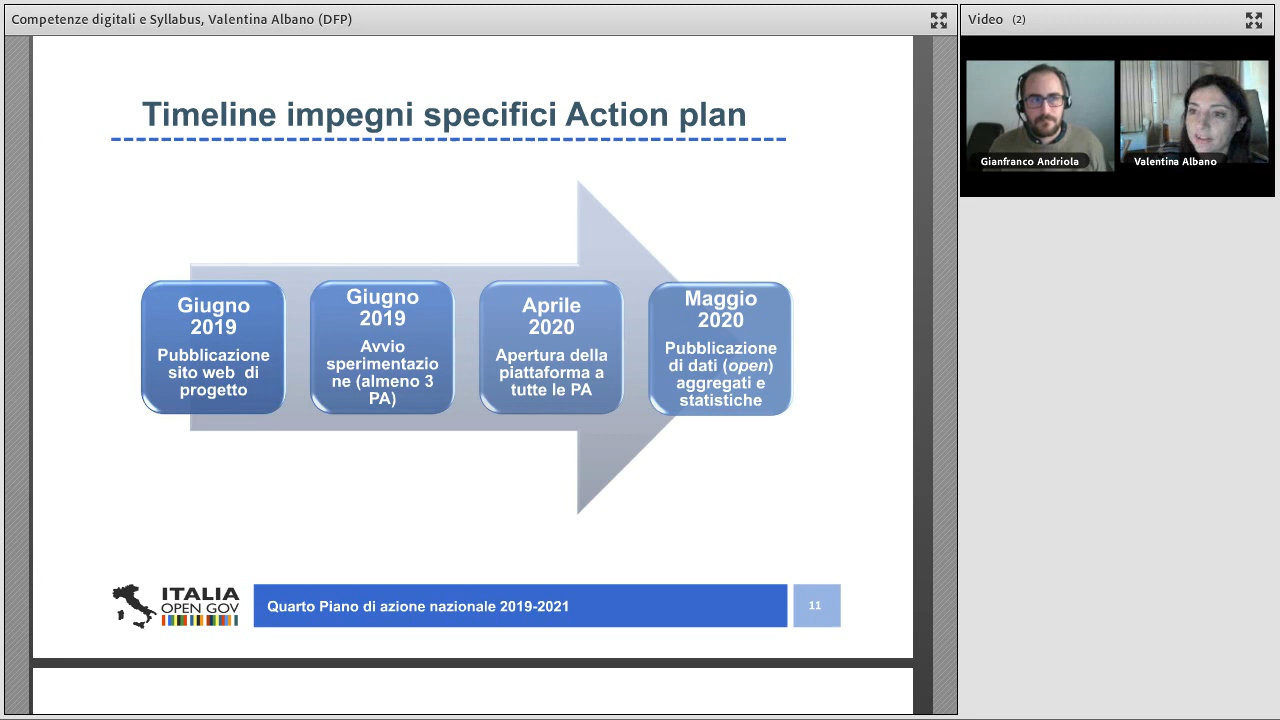 Competenze digitali e Syllabus, Valentina Albano (DFP)
Video (2)
Gianfranco Andriola
Valentina Albano
Timeline impegni specifici Action plan
Giugno
2019
Pubblicazione
sito web di
progetto
Giugno
2019
Avvio
sperimentazio
ne (almeno 3
PA)
Aprile
2020
Apertura della
piattaforma a
tutte le PA
Maggio
2020
Pubblicazione
di dati (open)
aggregati e
statistiche
ITALIA
OPEN GOV
Quarto Piano di azione nazionale 2019-2021
11